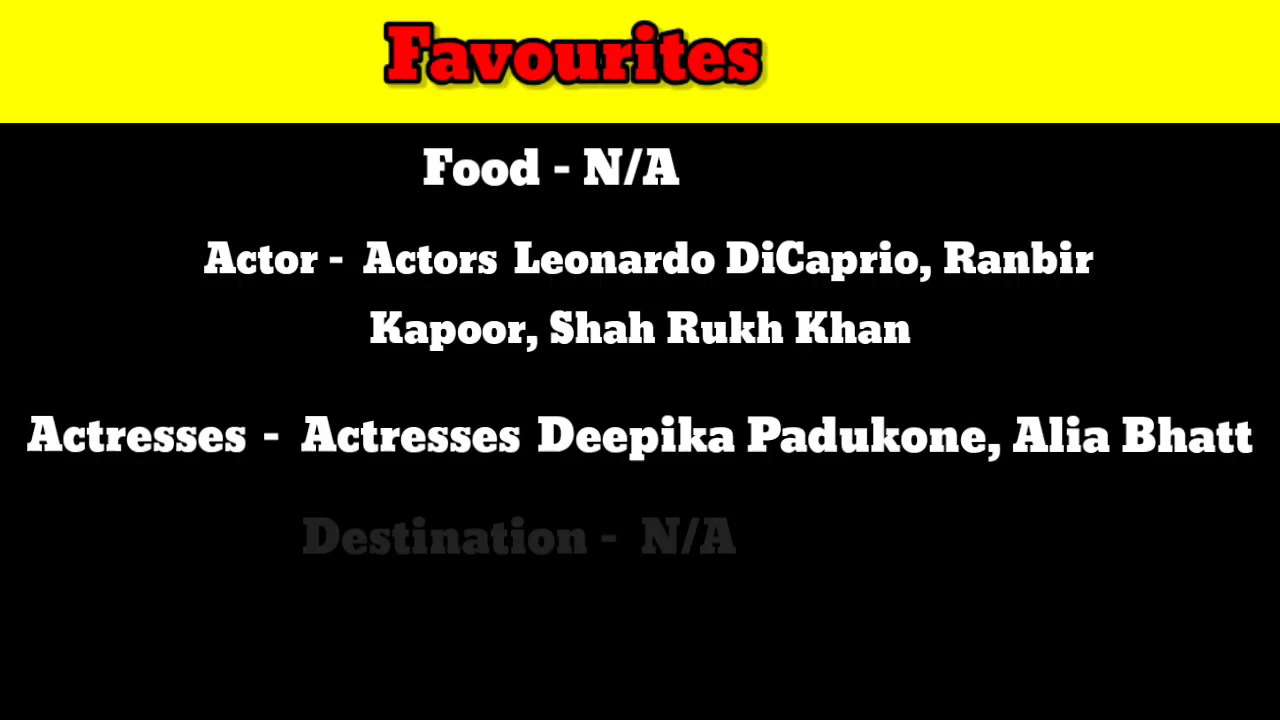 Favourites
Food - N/A
Actor - Actors Leonardo DiCaprio, Ranbir
Kapoor, Shah Rukh Khan
Actresses - Actresses Deepika Padukone, Alia Bhatt
Destination - N/A